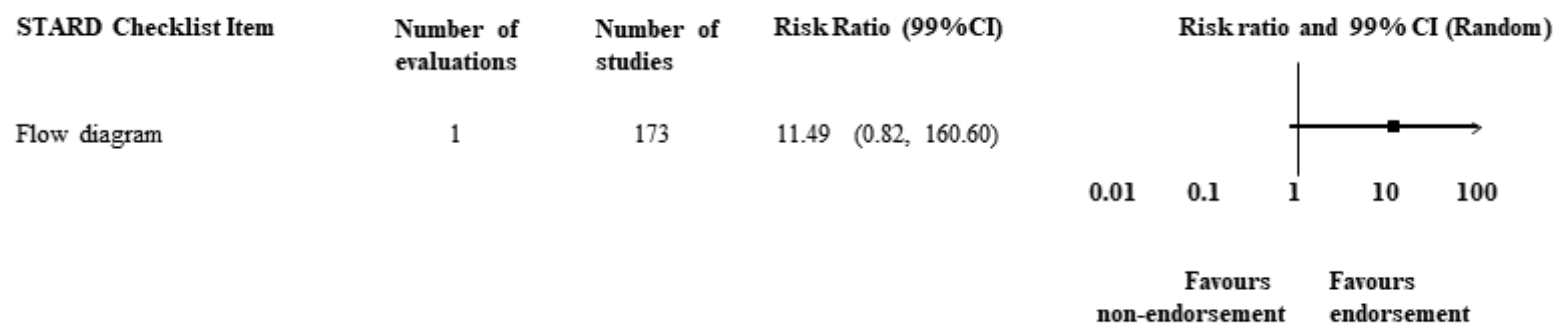 STARD Checklist Item Number of Number of Risk Ratio (99%CI) Risk ratio and 99% CI (Random)
evaluations studies
Flow diagram 1 173 11.49 (0.82, 160.60)
0.01 0.1 1 10 100
Favours Favours
non-endorsement endorsement